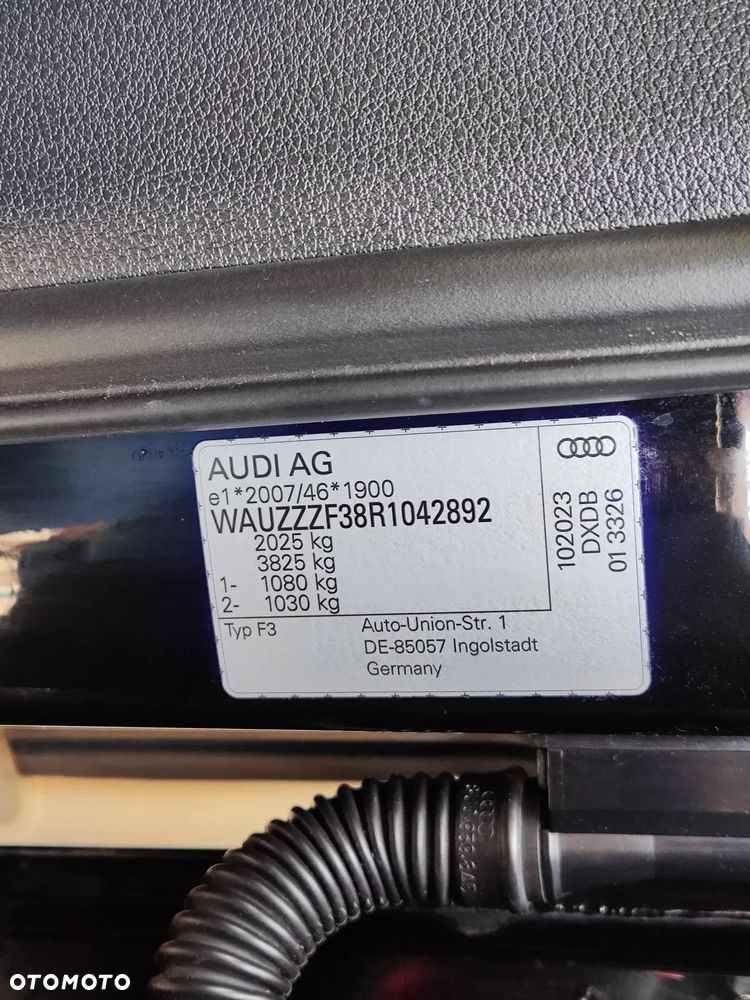 AUDI AG
e1*2007/46*1900
WAUZZZF38R1042892
2025 kg
3825 kg
1- 1080 kg
2- 1030 kg
Typ F3
Auto-Union-Str. 1
DE-85057 Ingolstadt
Germany
102023
DXDB
01 3326
OTOMOTO